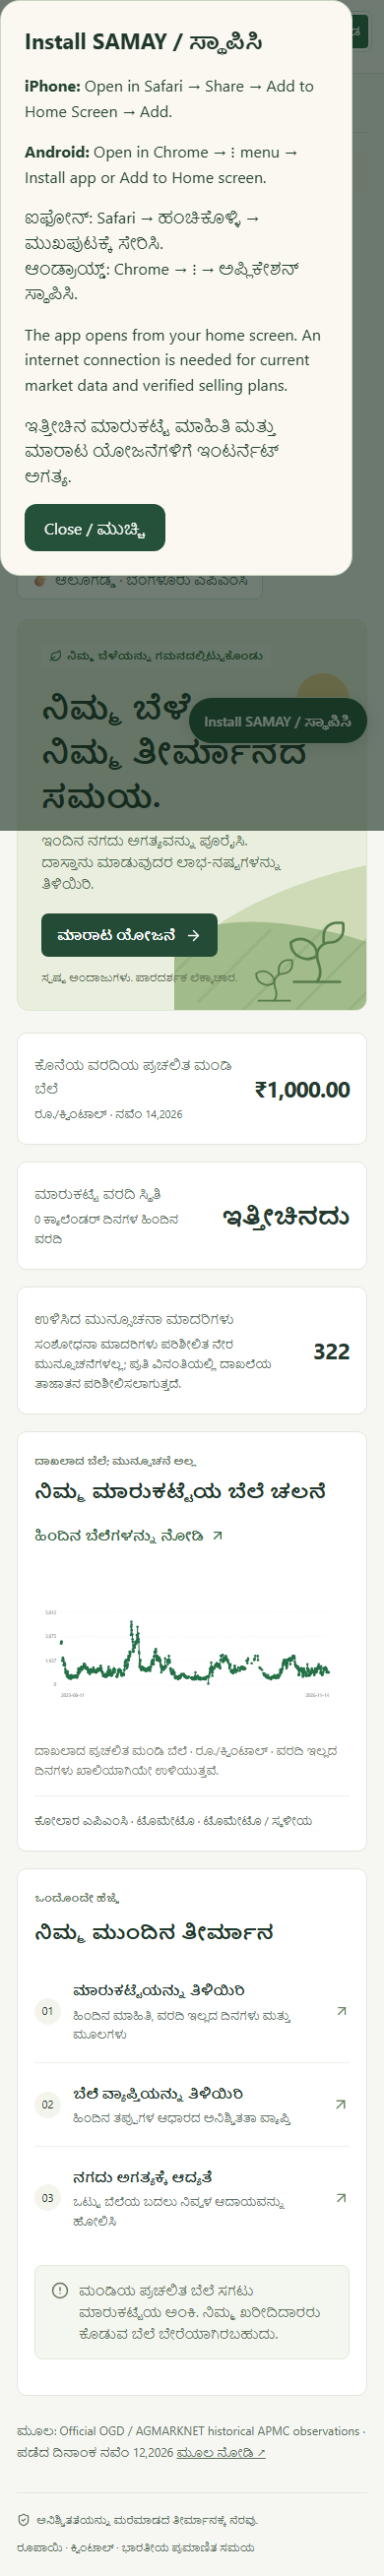 Install SAMAY / ಸ್ಥಾಪಿಸಿ
iPhone: Open in Safari → Share → Add to
Home Screen → Add.
Android: Open in Chrome → ⋮ menu →
Install app or Add to Home screen.
ಐಫೋನ್: Safari → ಹಂಚಿಕೊಳ್ಳಿ →
ಮುಖಪುಟಕ್ಕೆ ಸೇರಿಸಿ.
ಆಂಡ್ರಾಯ್ಡ್: Chrome → ⋮ → ಅಪ್ಲಿಕೇಶನ್
ಸ್ಥಾಪಿಸಿ.
The app opens from your home screen. An
internet connection is needed for current
market data and verified selling plans.
ಇತ್ತೀಚಿನ ಮಾರುಕಟ್ಟೆ ಮಾಹಿತಿ ಮತ್ತು
ಮಾರಾಟ ಯೋಜನೆಗಳಿಗೆ ಇಂಟರ್ನೆಟ್
ಅಗತ್ಯ.
Close / ಮುಚ್ಚಿ
ಆಲೂಗಡ್ಡೆ · ಬೆಂಗಳೂರು ಎಪಿಎಂಸಿ
ನಿಮ್ಮ ಬೆಳೆಯನ್ನು ಗಮನದಲ್ಲಿಟ್ಟುಕೊಂಡು
ನಿಮ್ಮ ಬೆಳೆ
Install SAMAY / ಸ್ಥಾಪಿಸಿ
ನಿಮ್ಮ ತೀರ್ಮಾನದ
ಸಮಯ.
ಇಂದಿನ ನಗದು ಅಗತ್ಯವನ್ನು ಪೂರೈಸಿ.
ದಾಸ್ತಾನು ಮಾಡುವುದರ ಲಾಭ-ನಷ್ಟಗಳನ್ನು
ತಿಳಿಯಿರಿ.
ಮಾರಾಟ ಯೋಜನೆ →
ಸ್ಪಷ್ಟ ಅಂದಾಜುಗಳು. ಪಾರದರ್ಶಕ ಲೆಕ್ಕಾಚಾರ.
ಕೊನೆಯ ವರದಿಯ ಪ್ರಚಲಿತ ಮಂಡಿ
ಬೆಲೆ
₹1,000.00
ರೂ./ಕ್ವಿಂಟಾಲ್ · ನವೆಂ 14,2026
ಮಾರುಕಟ್ಟೆ ವರದಿ ಸ್ಥಿತಿ
0 ಕ್ಯಾಲೆಂಡರ್ ದಿನಗಳ ಹಿಂದಿನ
ವರದಿ
ಇತ್ತೀಚಿನದು
ಉಳಿಸಿದ ಮುನ್ಸೂಚನಾ ಮಾದರಿಗಳು
ಸಂಶೋಧನಾ ಮಾದರಿಗಳು ಪರಿಶೀಲಿತ ನೇರ
ಮುನ್ಸೂಚನೆಗಳಲ್ಲ; ಪ್ರತಿ ವಿನಂತಿಯಲ್ಲಿ ದಾಖಲೆಯ
ತಾಜಾತನ ಪರಿಶೀಲಿಸಲಾಗುತ್ತದೆ.
322
ದಾಖಲಾದ ಬೆಲೆ; ಮುನ್ಸೂಚನೆ ಅಲ್ಲ
ನಿಮ್ಮ ಮಾರುಕಟ್ಟೆಯ ಬೆಲೆ ಚಲನೆ
ಹಿಂದಿನ ಬೆಲೆಗಳನ್ನು ನೋಡಿ ↗
0
ದಾಖಲಾದ ಪ್ರಚಲಿತ ಮಂಡಿ ಬೆಲೆ · ರೂ./ಕ್ವಿಂಟಾಲ್ · ವರದಿ ಇಲ್ಲದ
ದಿನಗಳು ಖಾಲಿಯಾಗಿಯೇ ಉಳಿಯುತ್ತವೆ.
ಕೋಲಾರ ಎಪಿಎಂಸಿ · ಟೊಮೇಟೊ · ಟೊಮೇಟೊ / ಸ್ಥಳೀಯ
ಒಂದೊಂದೇ ಹೆಜ್ಜೆ
ನಿಮ್ಮ ಮುಂದಿನ ತೀರ್ಮಾನ
01
ಮಾರುಕಟ್ಟೆಯನ್ನು ತಿಳಿಯಿರಿ
ಹಿಂದಿನ ಮಾಹಿತಿ, ವರದಿ ಇಲ್ಲದ ದಿನಗಳು ಮತ್ತು
ಮೂಲಗಳು
02
ಬೆಲೆ ವ್ಯಾಪ್ತಿಯನ್ನು ತಿಳಿಯಿರಿ
ಹಿಂದಿನ ತಪ್ಪುಗಳ ಆಧಾರದ ಅನಿಶ್ಚಿತತಾ ವ್ಯಾಪ್ತಿ
03
ನಗದು ಅಗತ್ಯಕ್ಕೆ ಆದ್ಯತೆ
ಒಟ್ಟು ಬೆಲೆಯ ಬದಲು ನಿವ್ವಳ ಆದಾಯವನ್ನು
ಹೋಲಿಸಿ
ಮಂಡಿಯ ಪ್ರಚಲಿತ ಬೆಲೆ ಸಗಟು
ಮಾರುಕಟ್ಟೆಯ ಅಂಕಿ. ನಿಮ್ಮ ಖರೀದಿದಾರರು
ಕೊಡುವ ಬೆಲೆ ಬೇರೆಯಾಗಿರಬಹುದು.
ಮೂಲ: Official OGD / AGMARKNET historical APMC observations ·
ಪಡೆದ ದಿನಾಂಕ ನವೆಂ 12,2026 ಮೂಲ ನೋಡಿ ↗
ಅನಿಶ್ಚಿತತೆಯನ್ನು ಮರೆಮಾಡದ ತೀರ್ಮಾನಕ್ಕೆ ನೆರವು.
ರೂಪಾಯಿ · ಕ್ವಿಂಟಾಲ್ · ಭಾರತೀಯ ಪ್ರಮಾಣಿತ ಸಮಯ